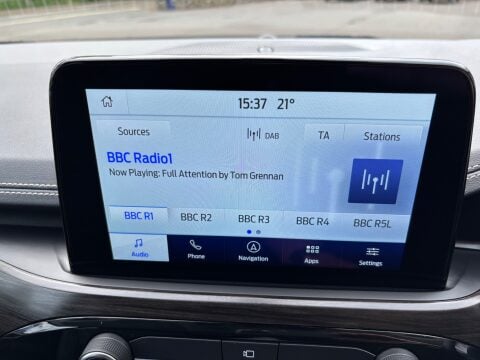 15:37 21°
Sources DAB TA Stations
BBC Radio1
Now Playing: Full Attention by Tom Grennan
BBC R1 BBC R2 BBC R3 BBC R4 BBC R5L
Audio Phone Navigation Apps Settings